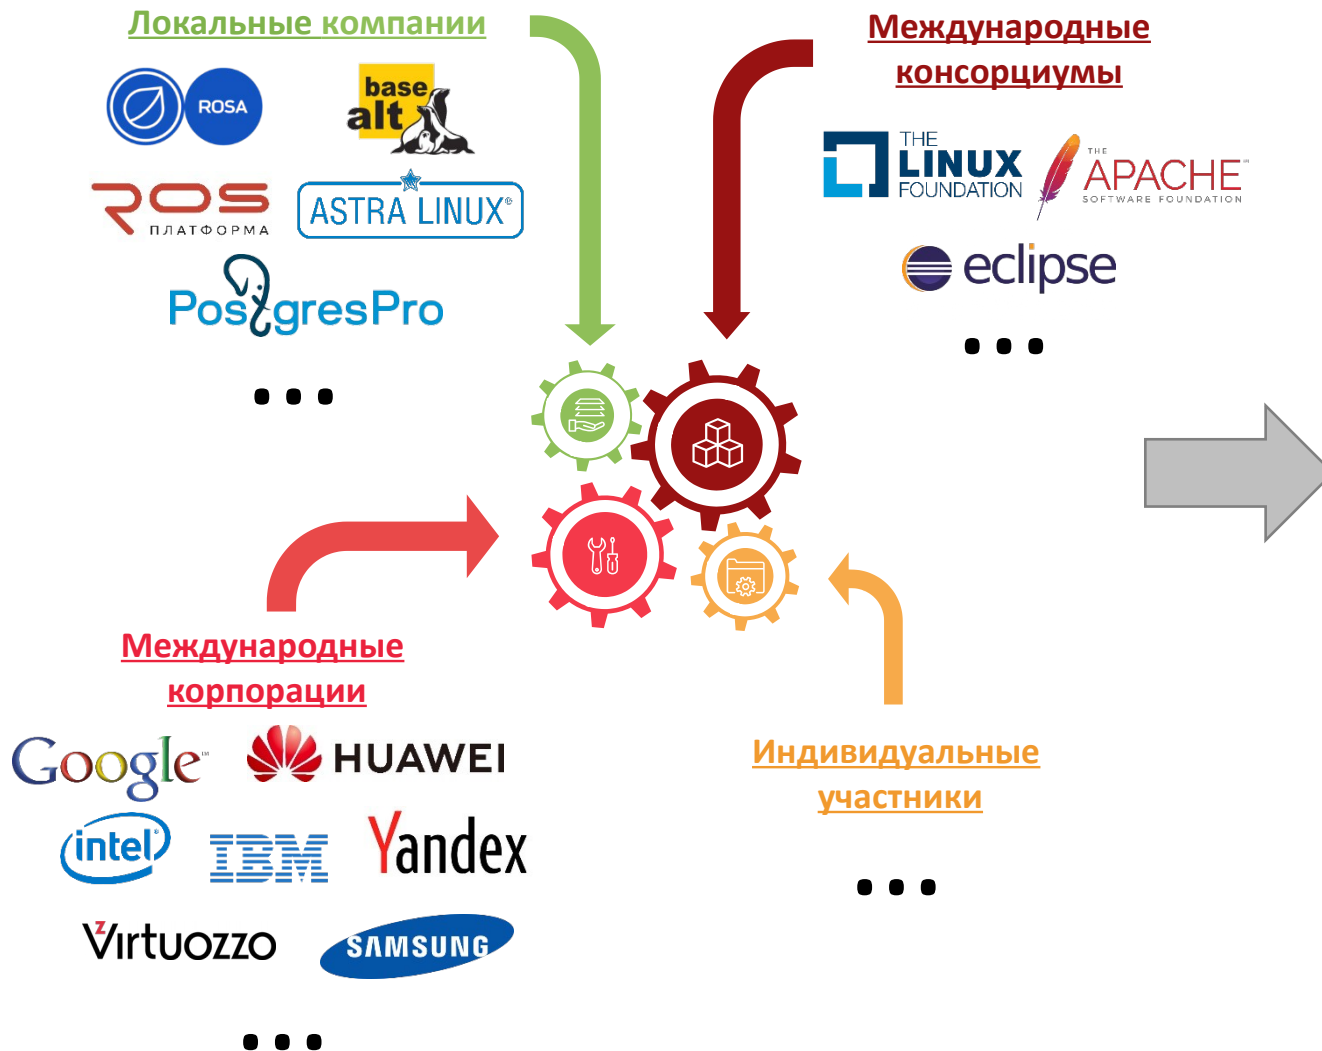 Локальные компании
ROSA
base
alt
ROS
ПЛАТФОРМА
ASTRA LINUX®
PostgresPro
...
Международные
консорциумы
THE
LINUX
FOUNDATION
THE
APACHE
SOFTWARE FOUNDATION
eclipse
...
Международные
корпорации
Google™
HUAWEI
intel
IBM
Yandex
Virtuozzo
SAMSUNG
...
Индивидуальные
участники
...